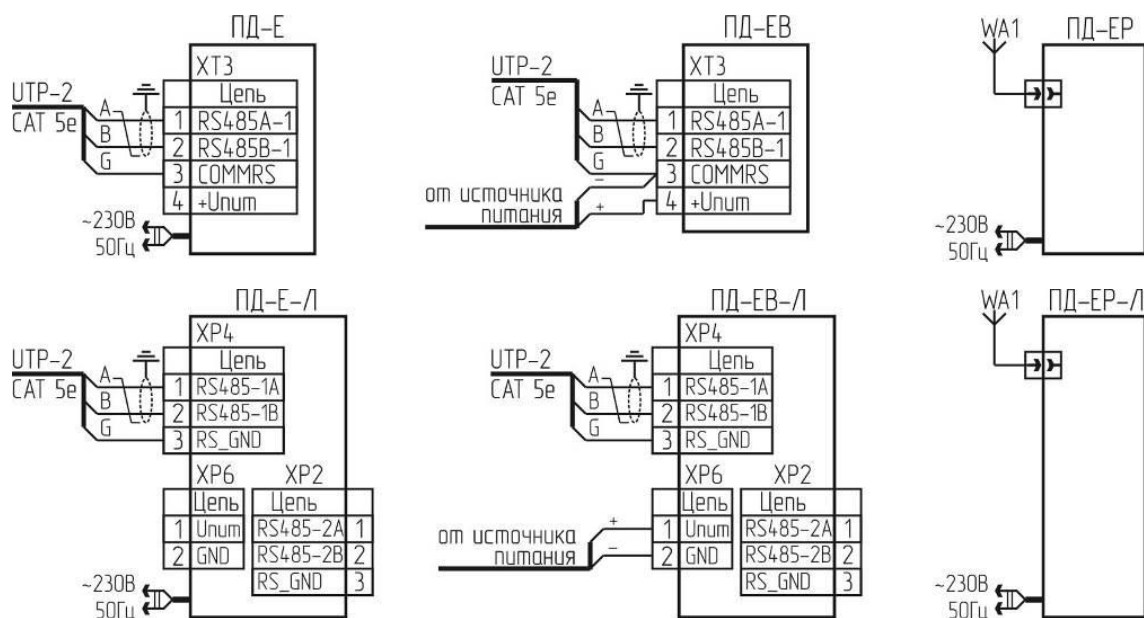 ПД-Е
XT3
UTP-2
CAT 5e
A
B
G
Цепь
1 RS485A-1
2 RS485B-1
3 COMMRS
4 +Uпит
~230В
50Гц
ПД-ЕВ
XT3
UTP-2
CAT 5e
A
B
G
–
+
Цепь
1 RS485A-1
2 RS485B-1
3 COMMRS
4 +Uпит
от источника
питания
WA1
ПД-ЕР
~230В
50Гц
ПД-Е-Л
XP4
UTP-2
CAT 5e
A
B
G
Цепь
1 RS485-1A
2 RS485-1B
3 RS_GND
XP6 XP2
Цепь Цепь
1 Uпит RS485-2A 1
2 GND RS485-2B 2
RS_GND 3
~230В
50Гц
ПД-ЕВ-Л
XP4
UTP-2
CAT 5e
A
B
G
Цепь
1 RS485-1A
2 RS485-1B
3 RS_GND
XP6 XP2
Цепь Цепь
+ 1 Uпит RS485-2A 1
– 2 GND RS485-2B 2
RS_GND 3
от источника
питания
WA1
ПД-ЕР-Л
~230В
50Гц